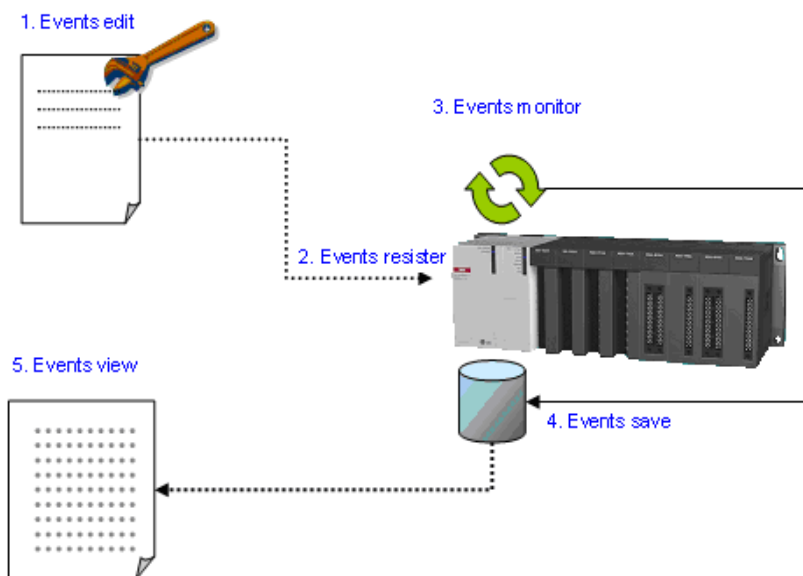 1. Events edit
3. Events monitor
2. Events resister
5. Events view
4. Events save